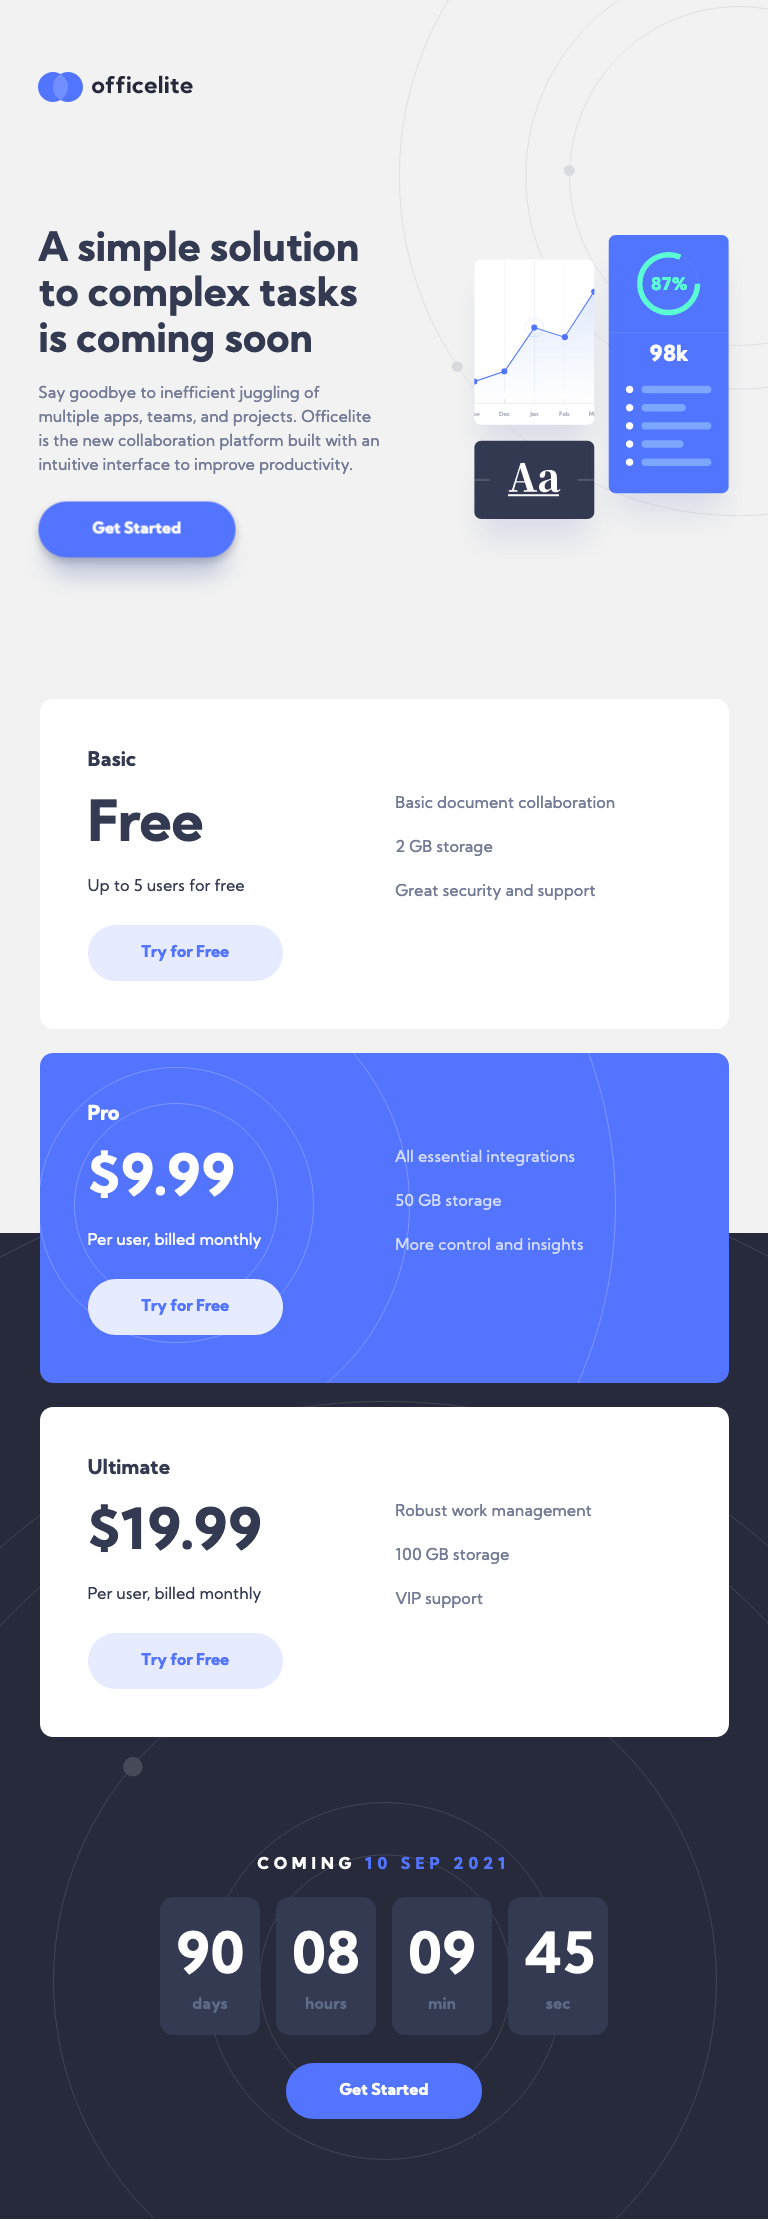 officelite
A simple solution
to complex tasks
is coming soon
Say goodbye to inefficient juggling of
multiple apps, teams, and projects. Officelite
is the new collaboration platform built with an
intuitive interface to improve productivity.
Get Started
Dec Jan Feb
Aa
87%
98k
Basic
Free
Up to 5 users for free
Try for Free
Basic document collaboration
2 GB storage
Great security and support
Pro
$9.99
Per user, billed monthly
Try for Free
All essential integrations
50 GB storage
More control and insights
Ultimate
$19.99
Per user, billed monthly
Try for Free
Robust work management
100 GB storage
VIP support
COMING 10 SEP 2021
90 08 09 45
days hours min sec
Get Started